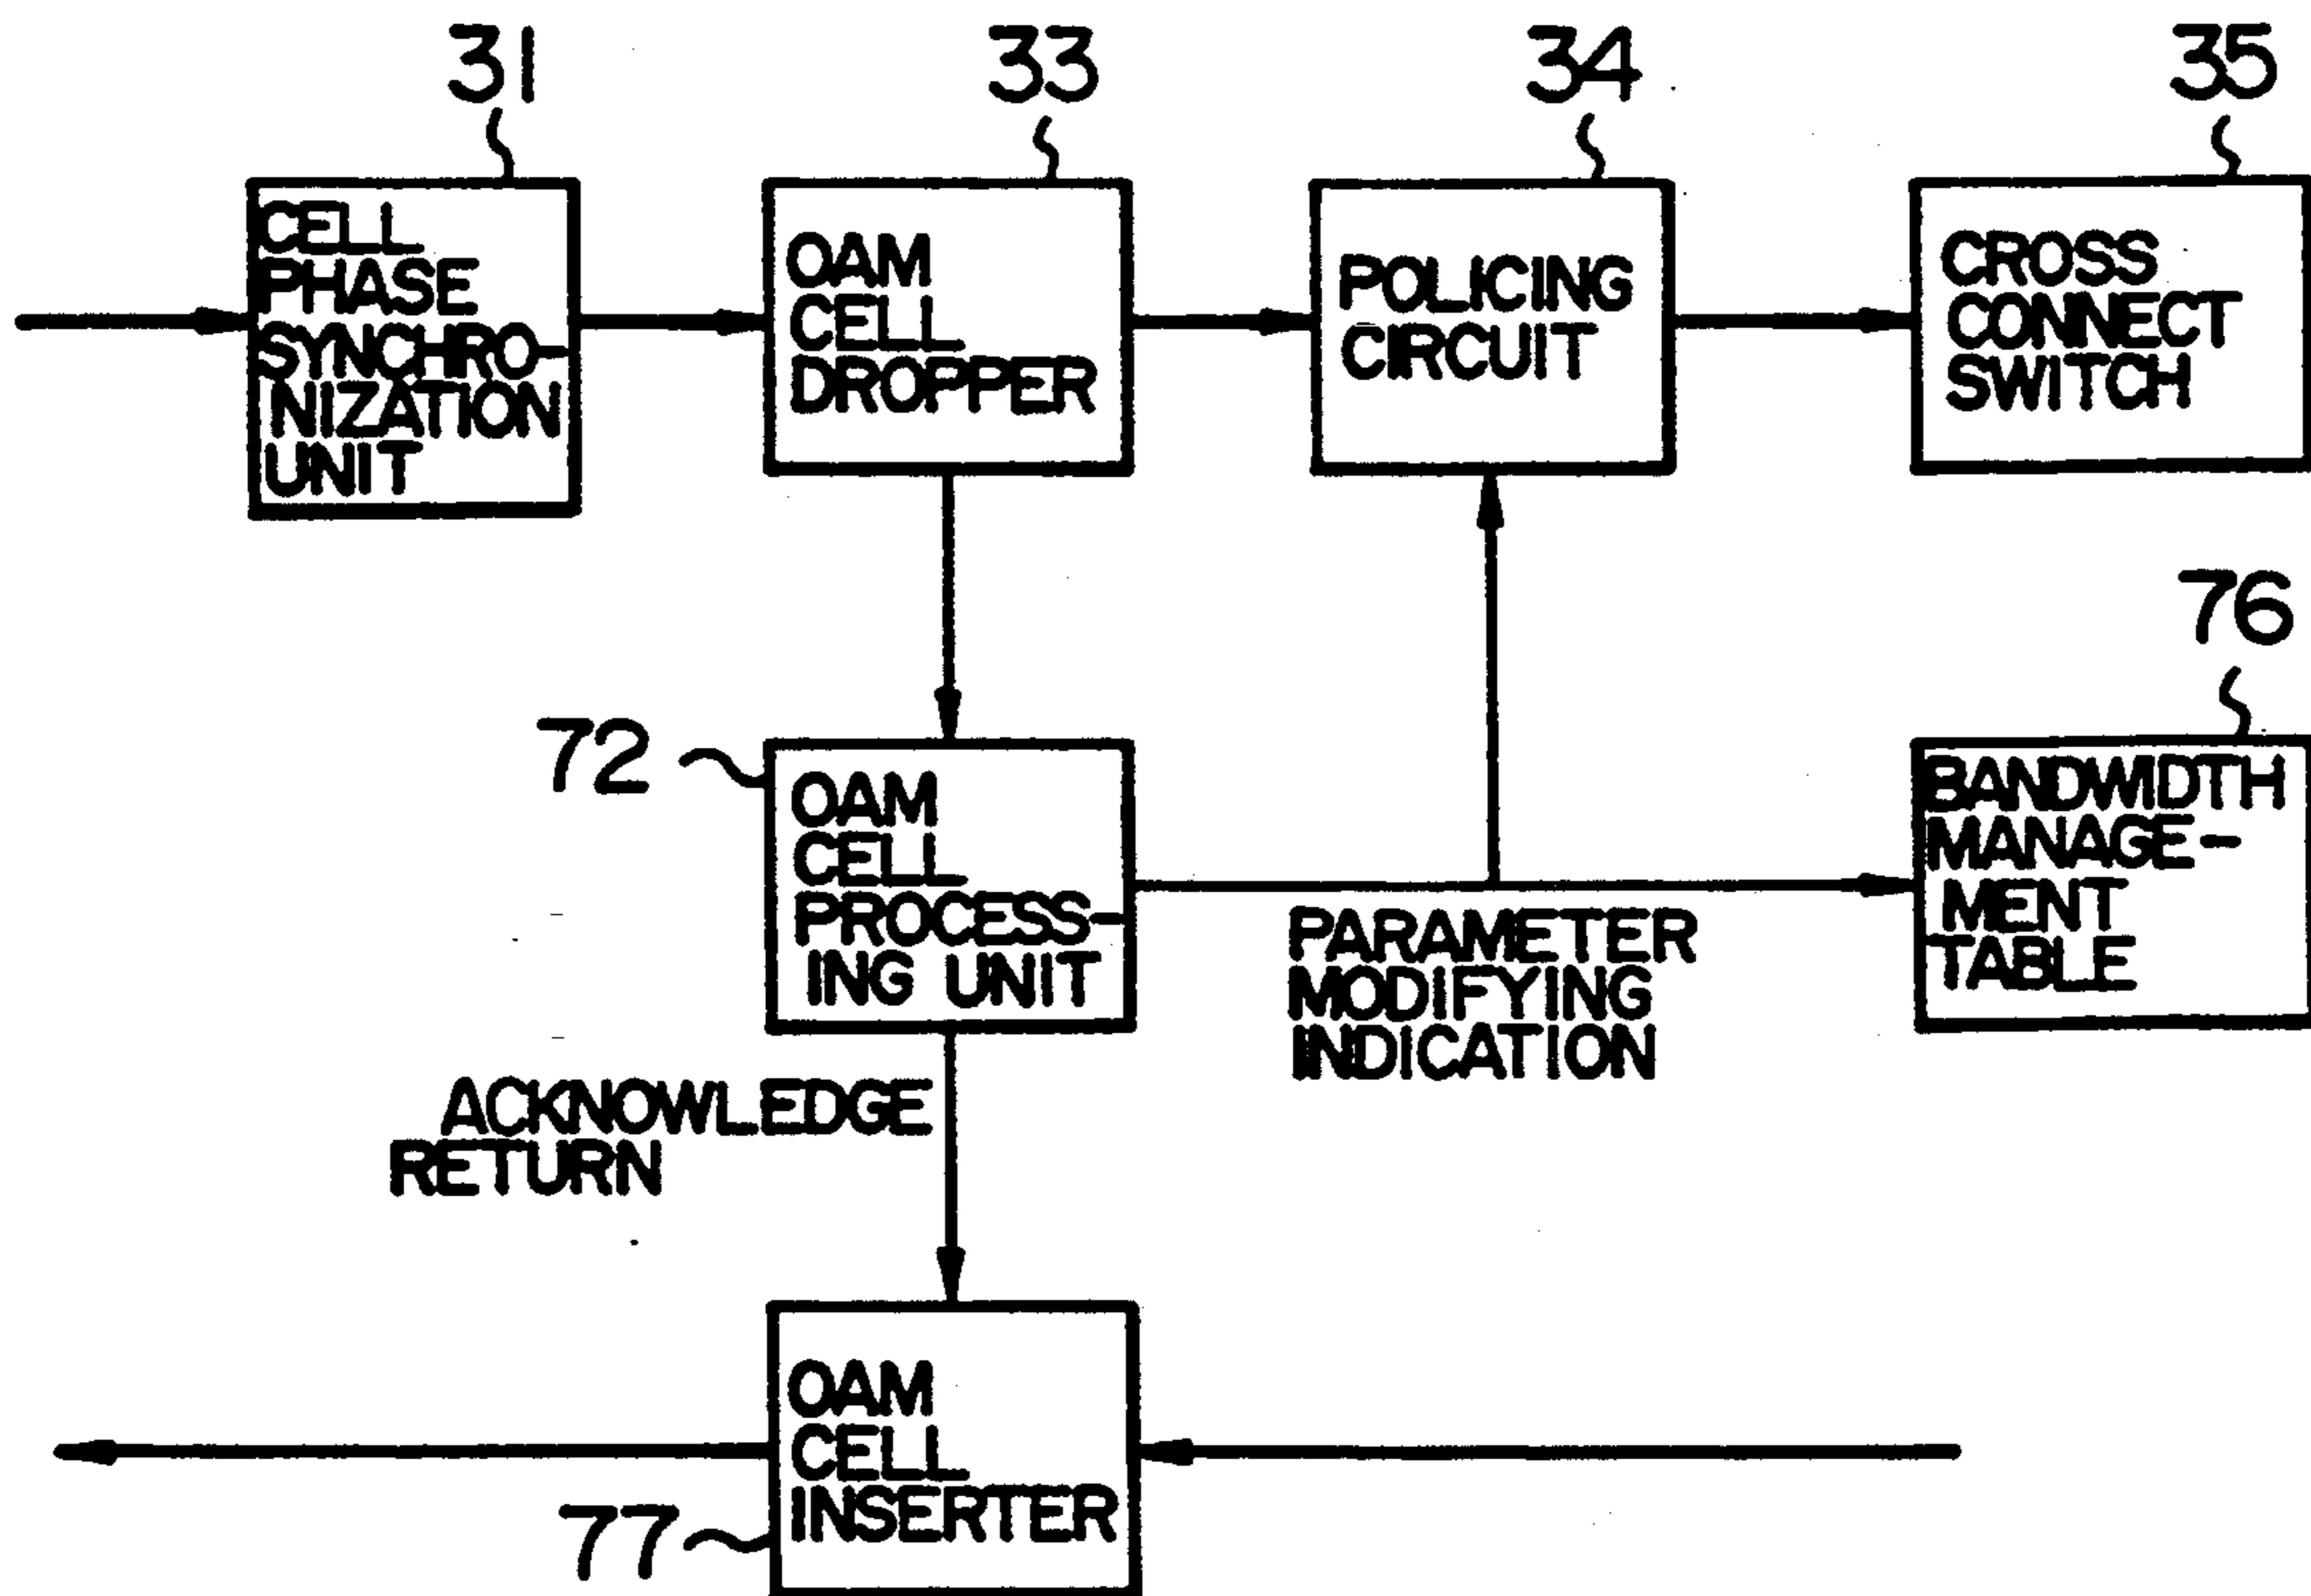 31
33
34
35
CELL
PHASE
SYNCHRO-
NIZATION
UNIT
OAM
CELL
DROPPER
POLICING
CIRCUIT
CROSS
CONNECT
SWITCH
72
OAM
CELL
PROCESS-
ING UNIT
PARAMETER
MODIFYING
INDICATION
76
BANDWIDTH
MANAGE-
MENT
TABLE
ACKNOWLEDGE
RETURN
OAM
CELL
INSERTER
77